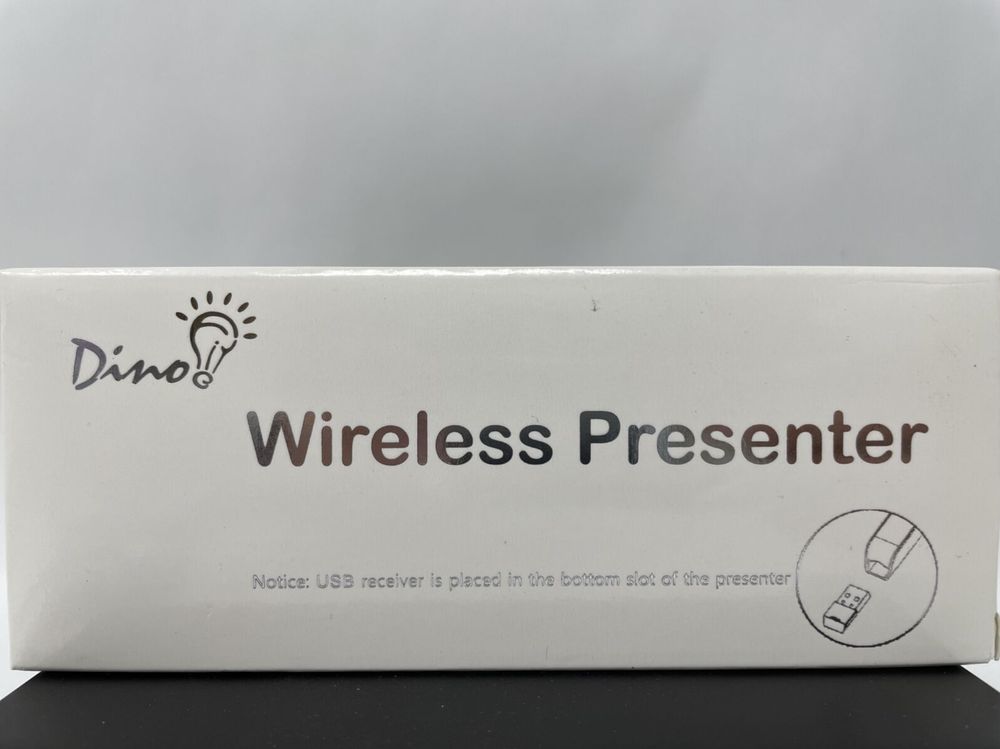 Dino
Wireless Presenter
Notice: USB receiver is placed in the bottom slot of the presenter